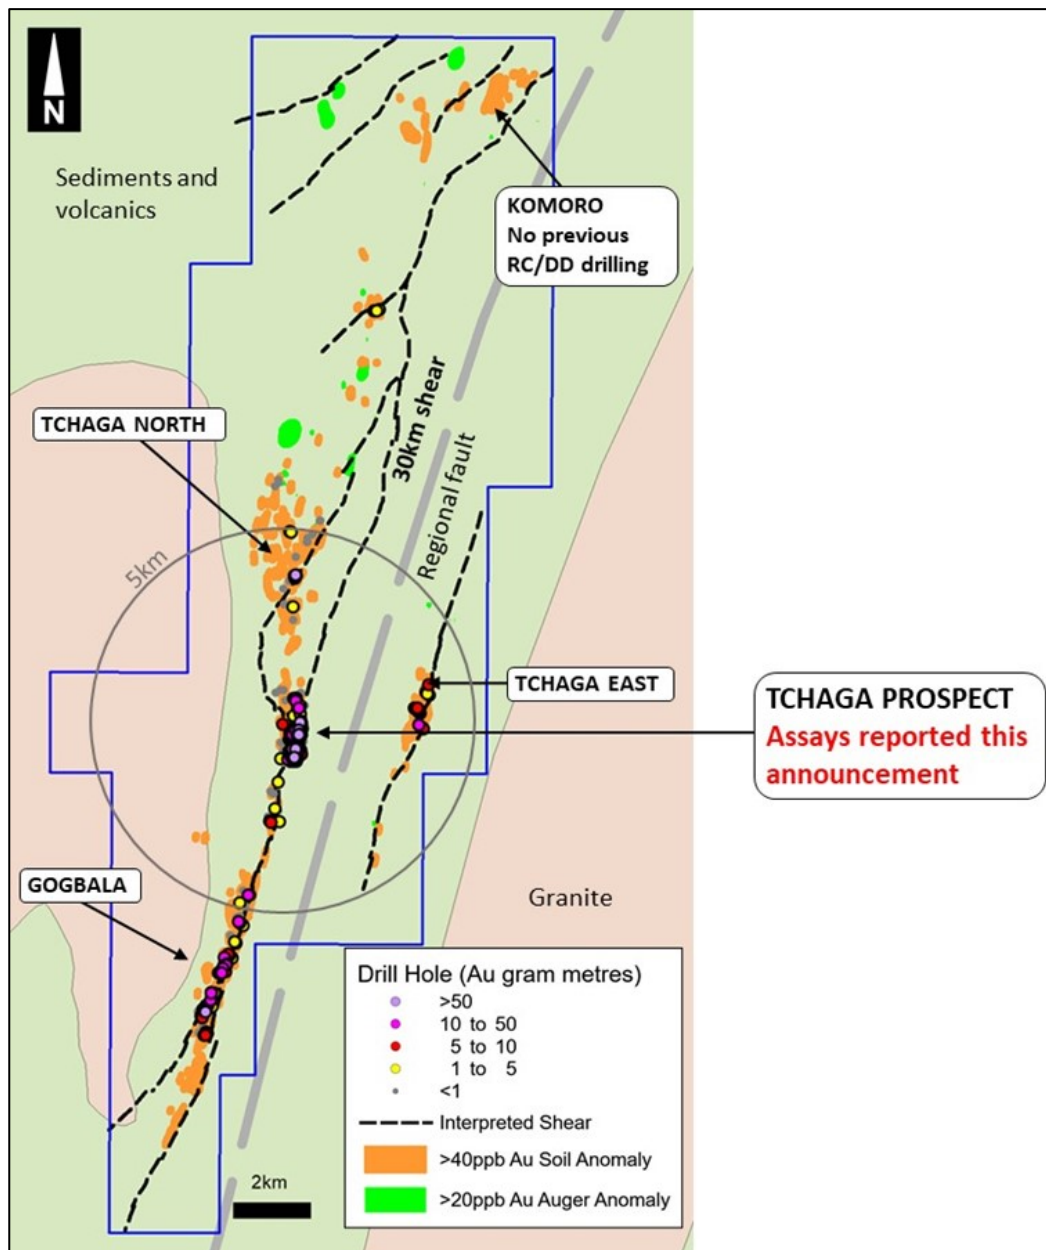 N
Sediments and
volcanics
KOMORO
No previous
RC/DD drilling
30km shear
Regional fault
TCHAGA NORTH
5km
TCHAGA EAST
TCHAGA PROSPECT
Assays reported this
announcement
GOGBALA
Granite
Drill Hole (Au gram metres)
>50
10 to 50
5 to 10
1 to 5
<1
Interpreted Shear
>40ppb Au Soil Anomaly
>20ppb Au Auger Anomaly
2km